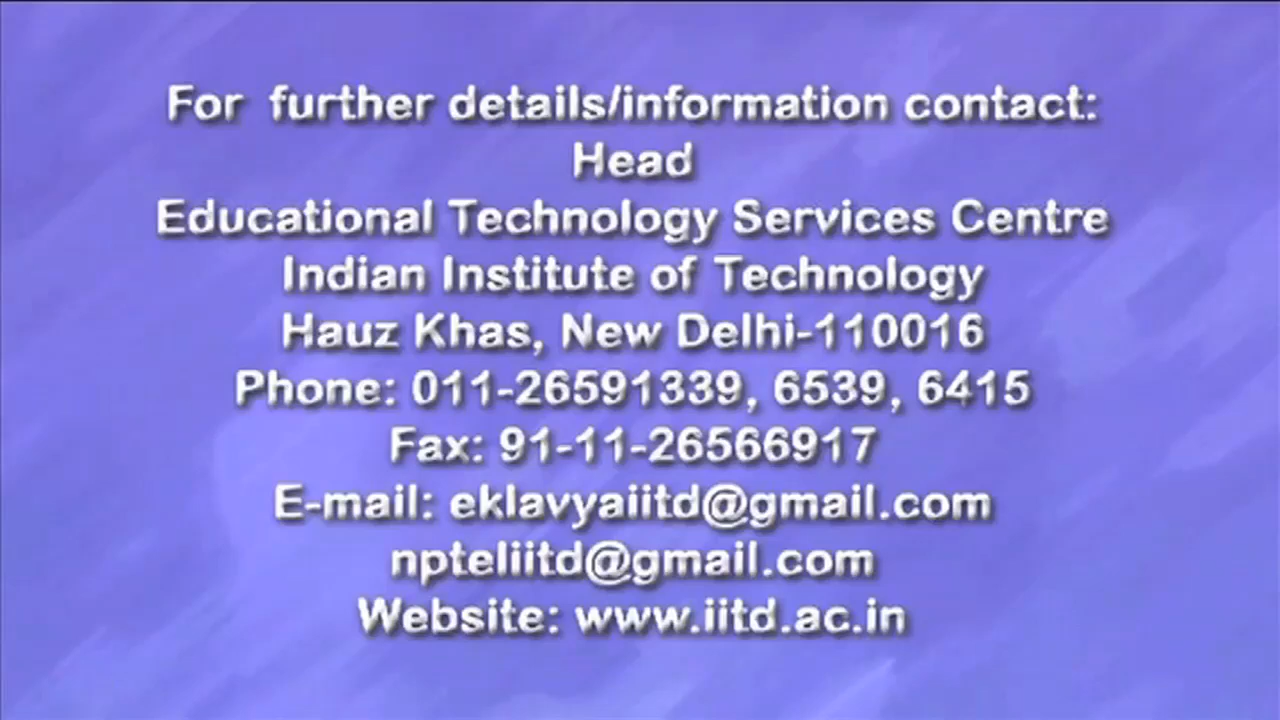 For further details/information contact:
Head
Educational Technology Services Centre
Indian Institute of Technology
Hauz Khas, New Delhi-110016
Phone: 011-26591339, 6539, 6415
Fax: 91-11-26566917
E-mail: eklavyaiitd@gmail.com
npteliitd@gmail.com
Website: www.iitd.ac.in